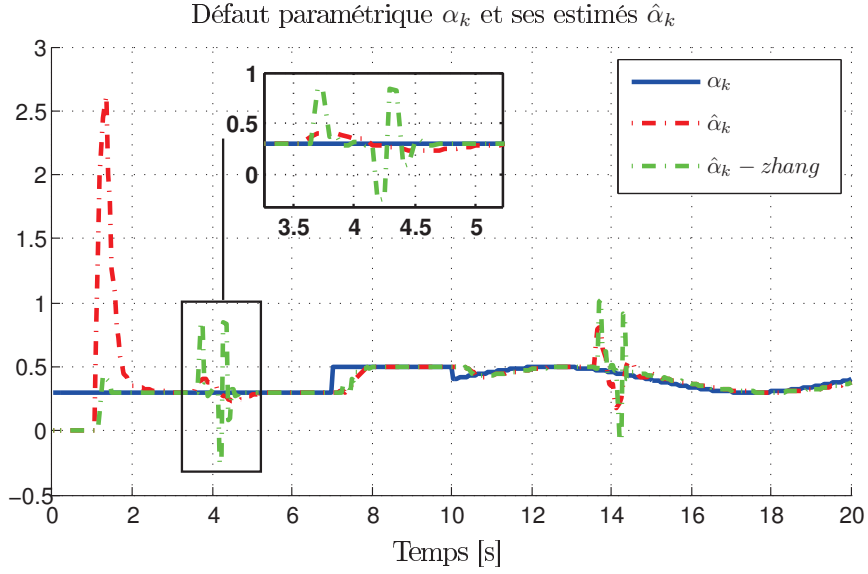 Défaut paramétrique αₖ et ses estimés α̂ₖ
3
2.5
2
1.5
1
0.5
0
−0.5
1
0.5
0
3.5 4 4.5 5
αₖ
α̂ₖ
α̂ₖ − zhang
0 2 4 6 8 10 12 14 16 18 20
Temps [s]